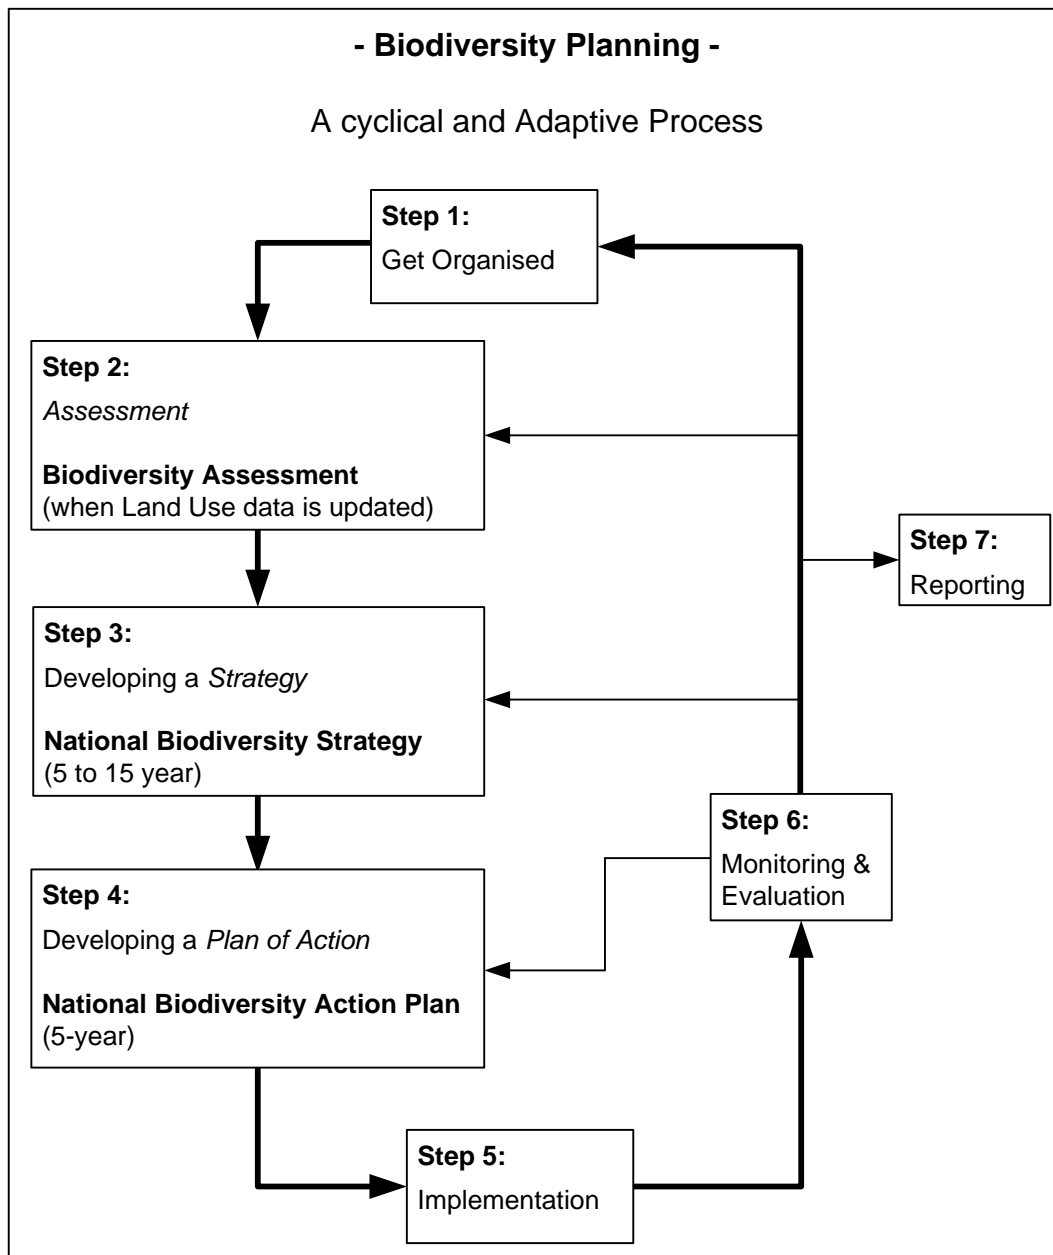 - Biodiversity Planning -
A cyclical and Adaptive Process
Step 1:
Get Organised
Step 2:
Assessment
Biodiversity Assessment
(when Land Use data is updated)
Step 3:
Developing a Strategy
National Biodiversity Strategy
(5 to 15 year)
Step 4:
Developing a Plan of Action
National Biodiversity Action Plan
(5-year)
Step 5:
Implementation
Step 6:
Monitoring &
Evaluation
Step 7:
Reporting